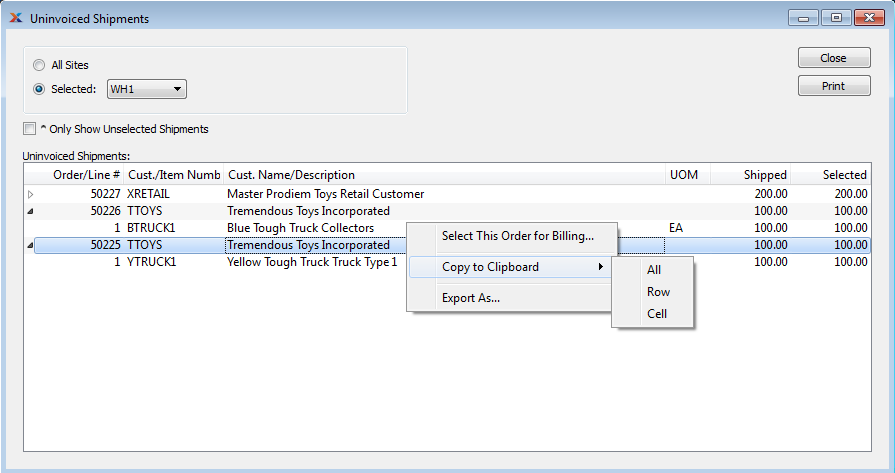 Uninvoiced Shipments
All Sites
Selected: WH1
Close
Print
^ Only Show Unselected Shipments
Uninvoiced Shipments:
Order/Line # Cust./Item Numb Cust. Name/Description UOM Shipped Selected
50227 XRETAIL Master Prodiem Toys Retail Customer 200.00 200.00
50226 TTOYS Tremendous Toys Incorporated 100.00 100.00
1 BTRUCK1 Blue Tough Truck Collectors EA 100.00 100.00
50225 TTOYS Tremendous Toys Incorporated 100.00 100.00
1 YTRUCK1 Yellow Tough Truck Truck Type 1 100.00 100.00
Select This Order for Billing...
Copy to Clipboard
Export As...
All
Row
Cell